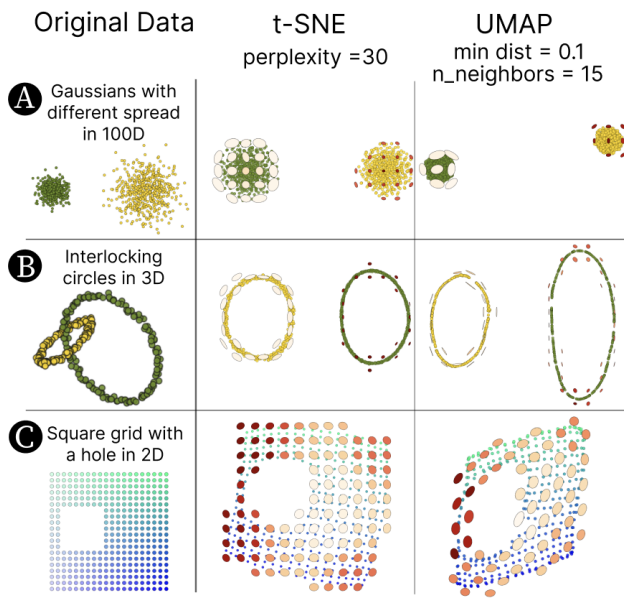 Original Data
t-SNE
perplexity =30
UMAP
min dist = 0.1
n_neighbors = 15
A
Gaussians with
different spread
in 100D
B
Interlocking
circles in 3D
C
Square grid with
a hole in 2D